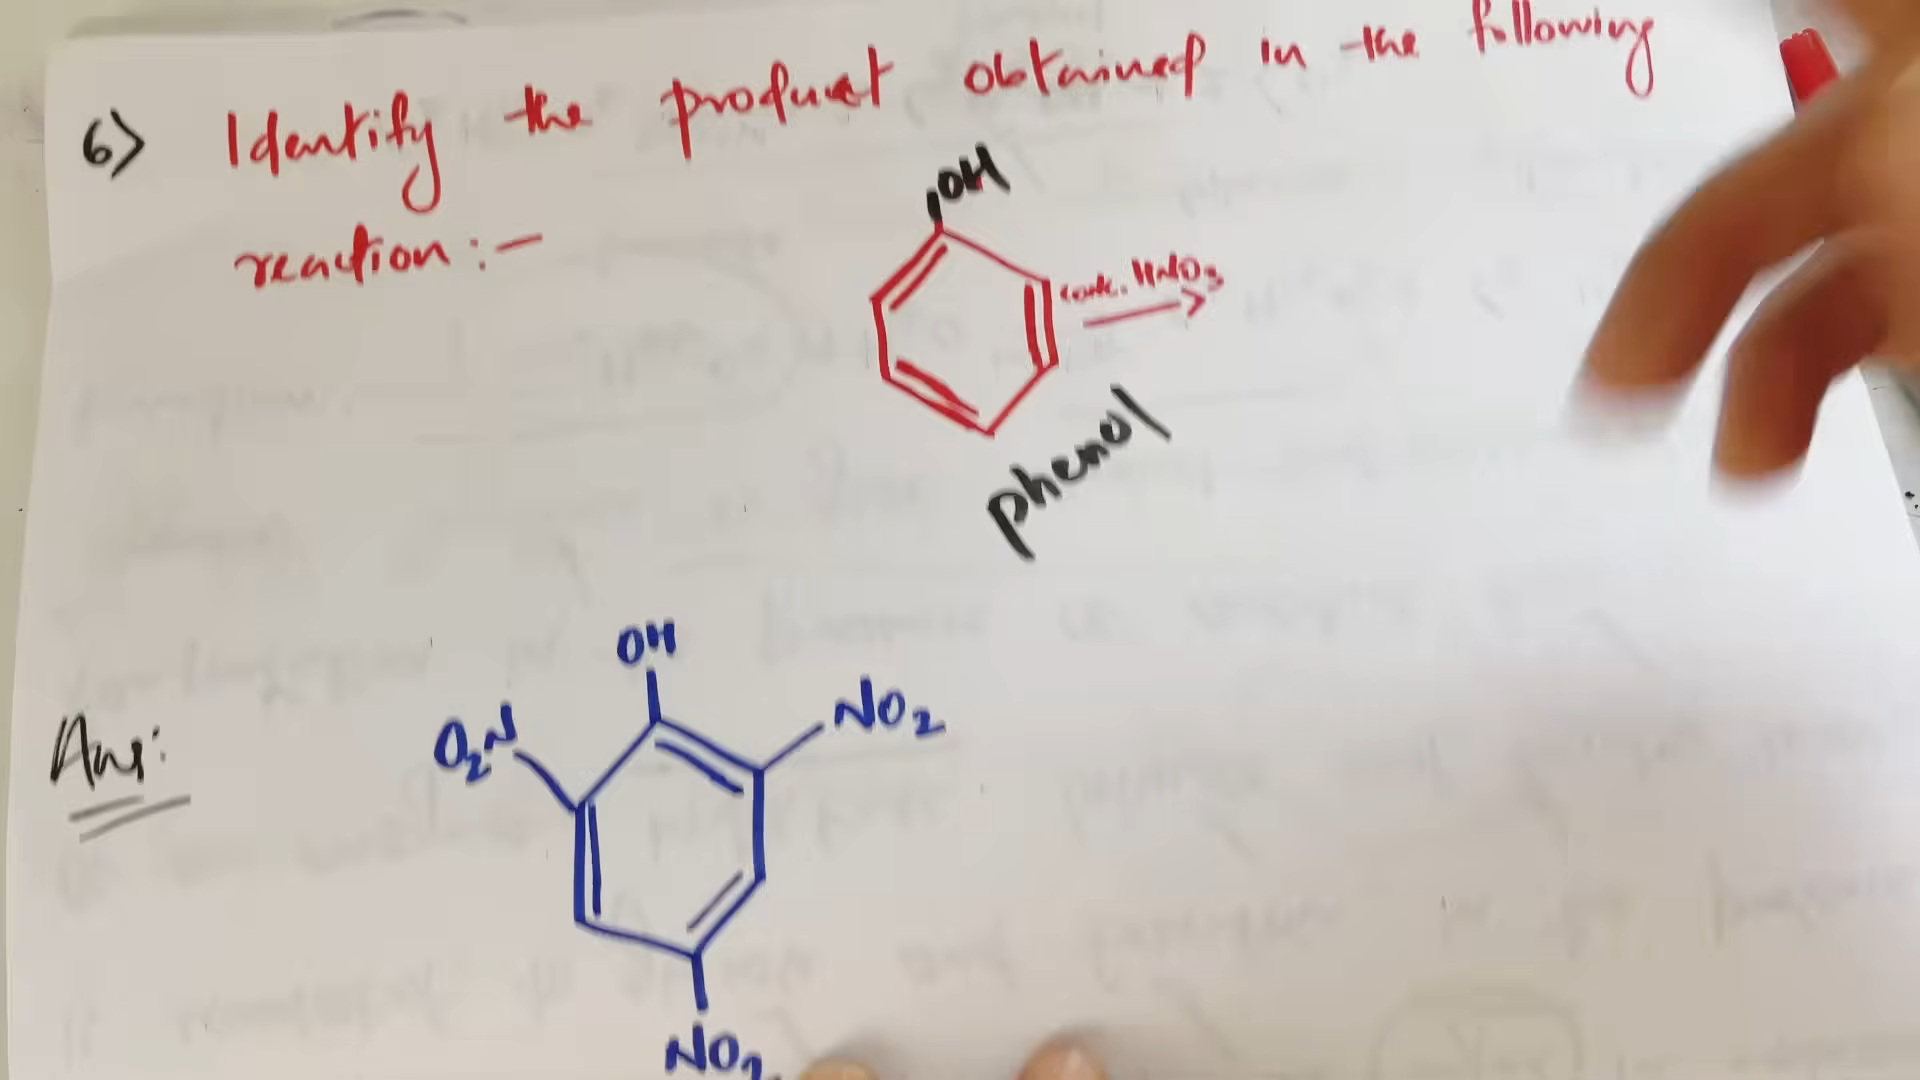 6) Identify the product obtained in the following
reaction :-
OH
conc. HNO3
phenol
Ans:
OH
O2N
NO2
NO2